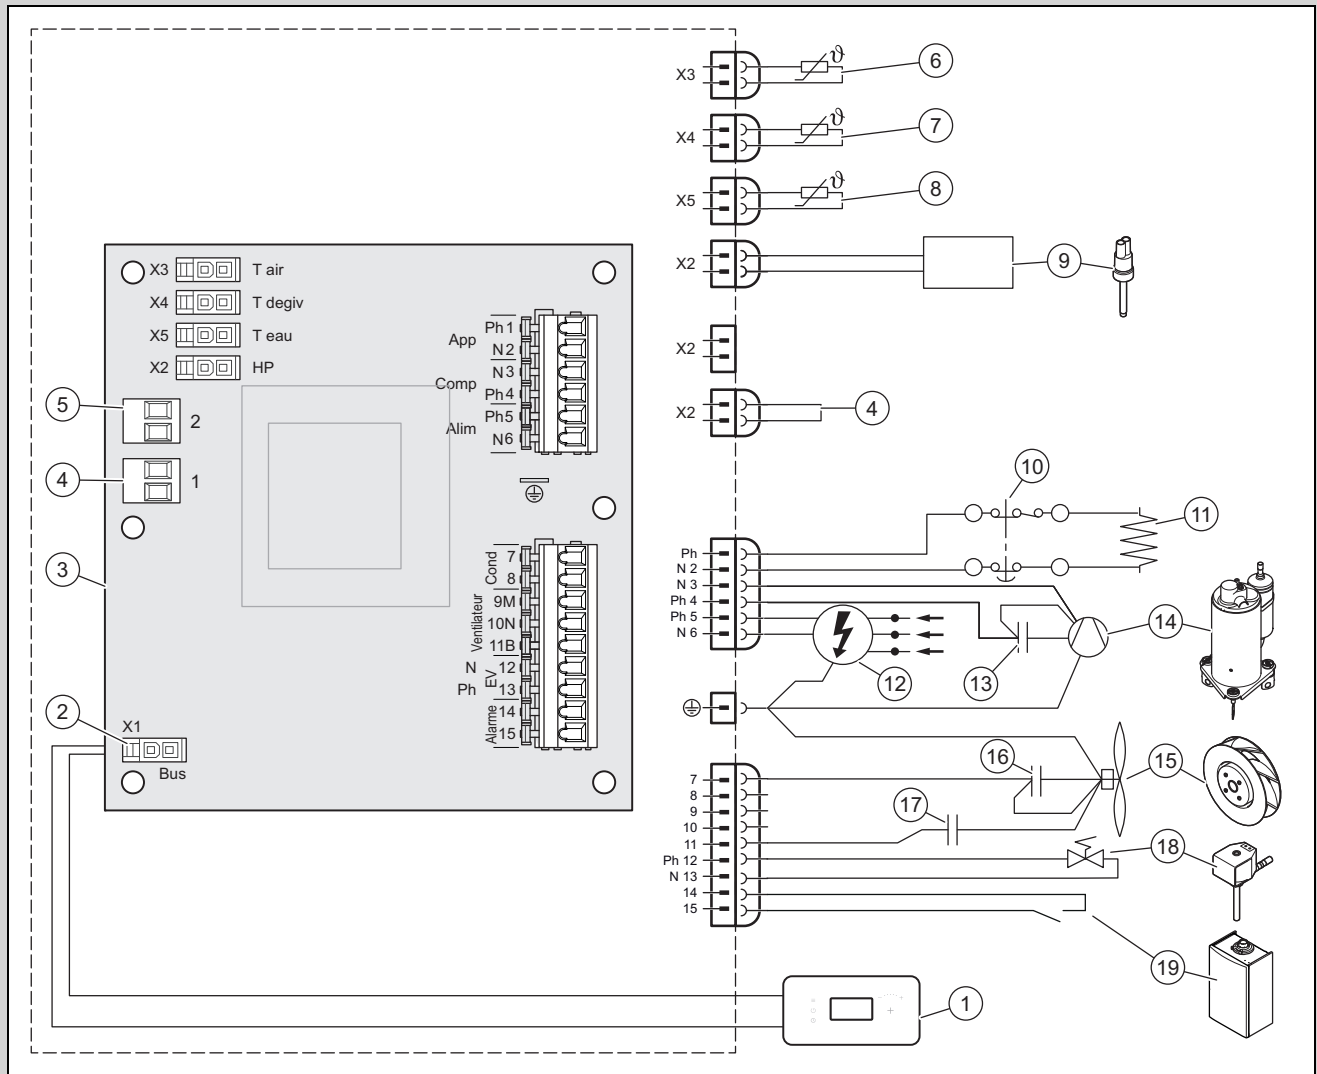 X3
ϑ
6
X4
ϑ
7
X5
ϑ
8
X2
9
X2
X2
4
X3 T air
X4 T degiv
X5 T eau
X2 HP
5
2
4
1
3
2
X1
Bus
App
Ph 1
N 2
Comp
N 3
Ph 4
Alim
Ph5
N6
Cond
7
8
Ventilateur
9M
10N
11B
EV
N 12
Ph 13
Alarme
14
15
10
11
Ph
N 2
N 3
Ph 4
Ph 5
N 6
12
13
14
16
15
17
18
19
7
8
9
10
11
Ph 12
N 13
14
15
1
+